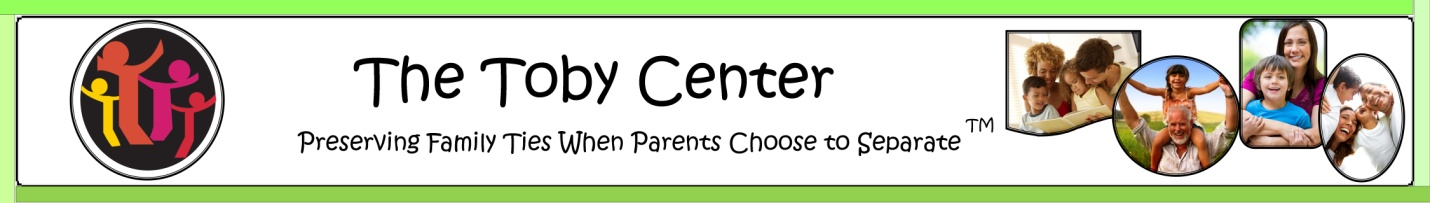 The Toby Center
Preserving Family Ties When Parents Choose to Separate TM